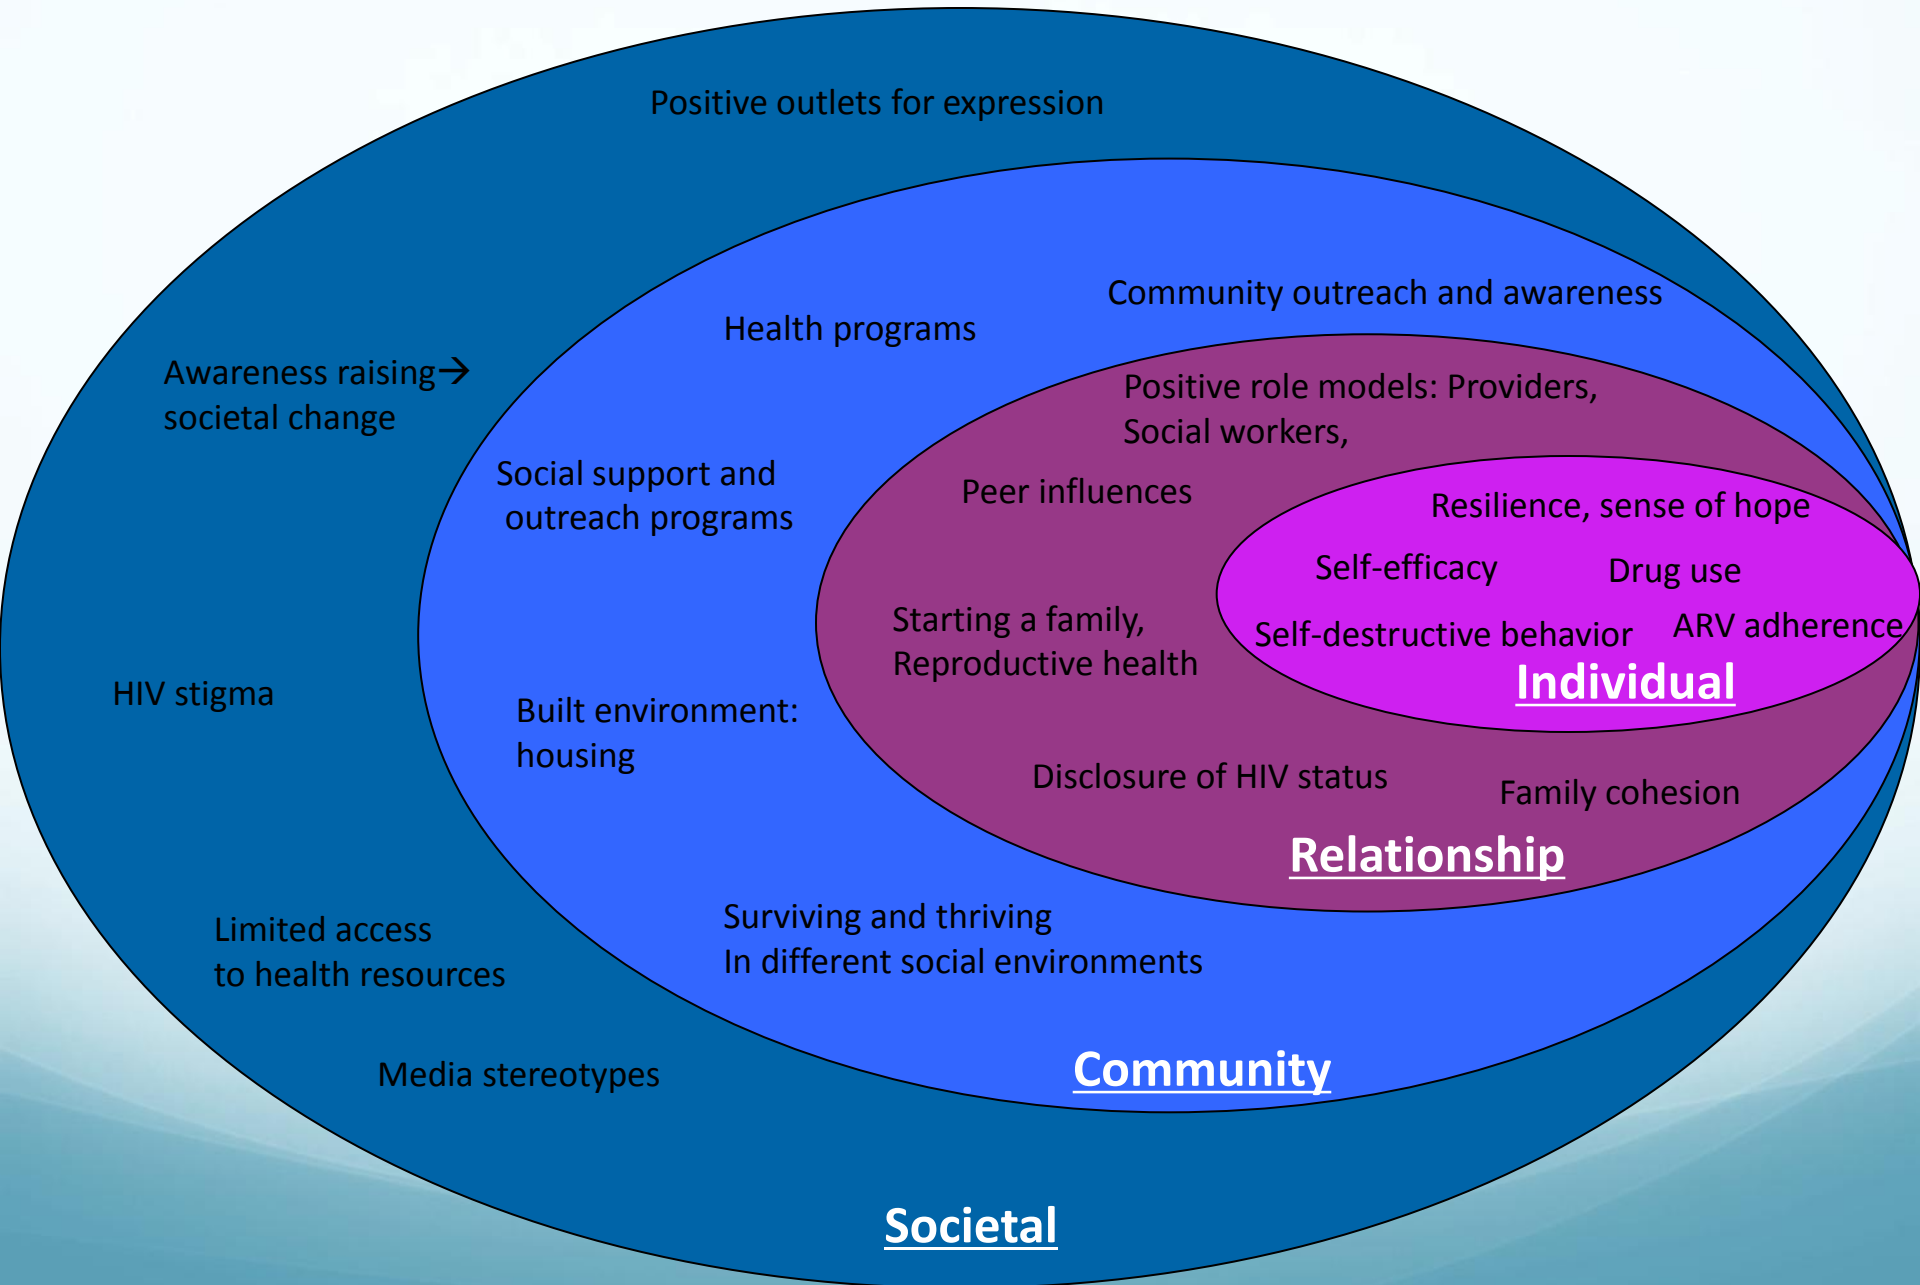 Positive outlets for expression
Community outreach and awareness
Health programs
Awareness raising→
societal change
Positive role models: Providers,
Social workers,
Social support and
outreach programs
Peer influences
Resilience, sense of hope
Self-efficacy
Drug use
Starting a family,
Reproductive health
Self-destructive behavior
ARV adherence
Individual
HIV stigma
Built environment:
housing
Disclosure of HIV status
Family cohesion
Relationship
Limited access
to health resources
Surviving and thriving
In different social environments
Media stereotypes
Community
Societal